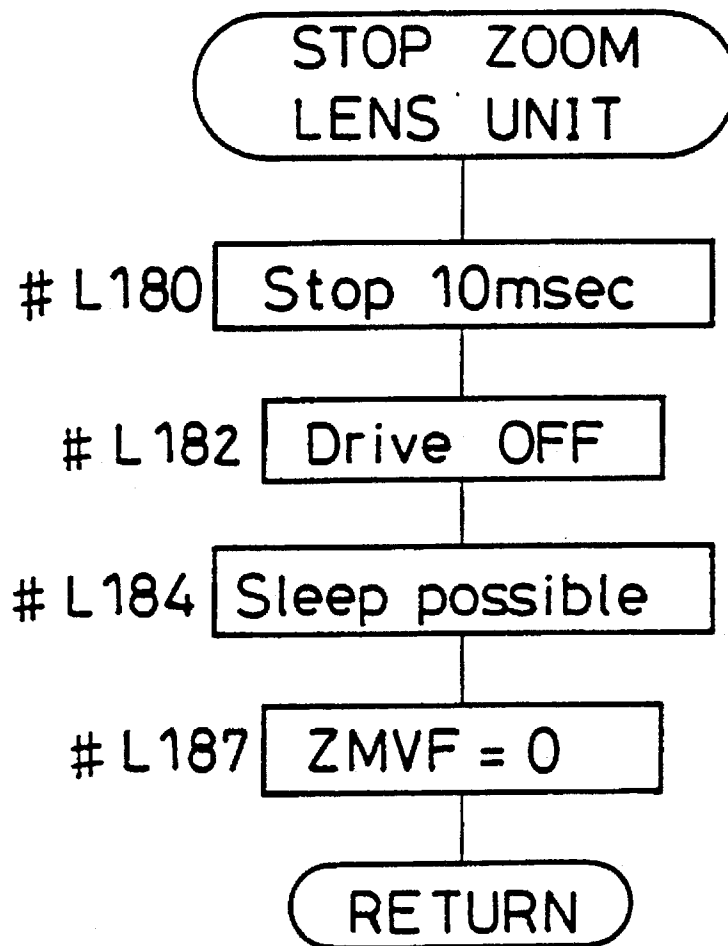 STOP ZOOM
LENS UNIT
# L180 Stop 10msec
# L182 Drive OFF
# L184 Sleep possible
# L187 ZMVF = 0
RETURN